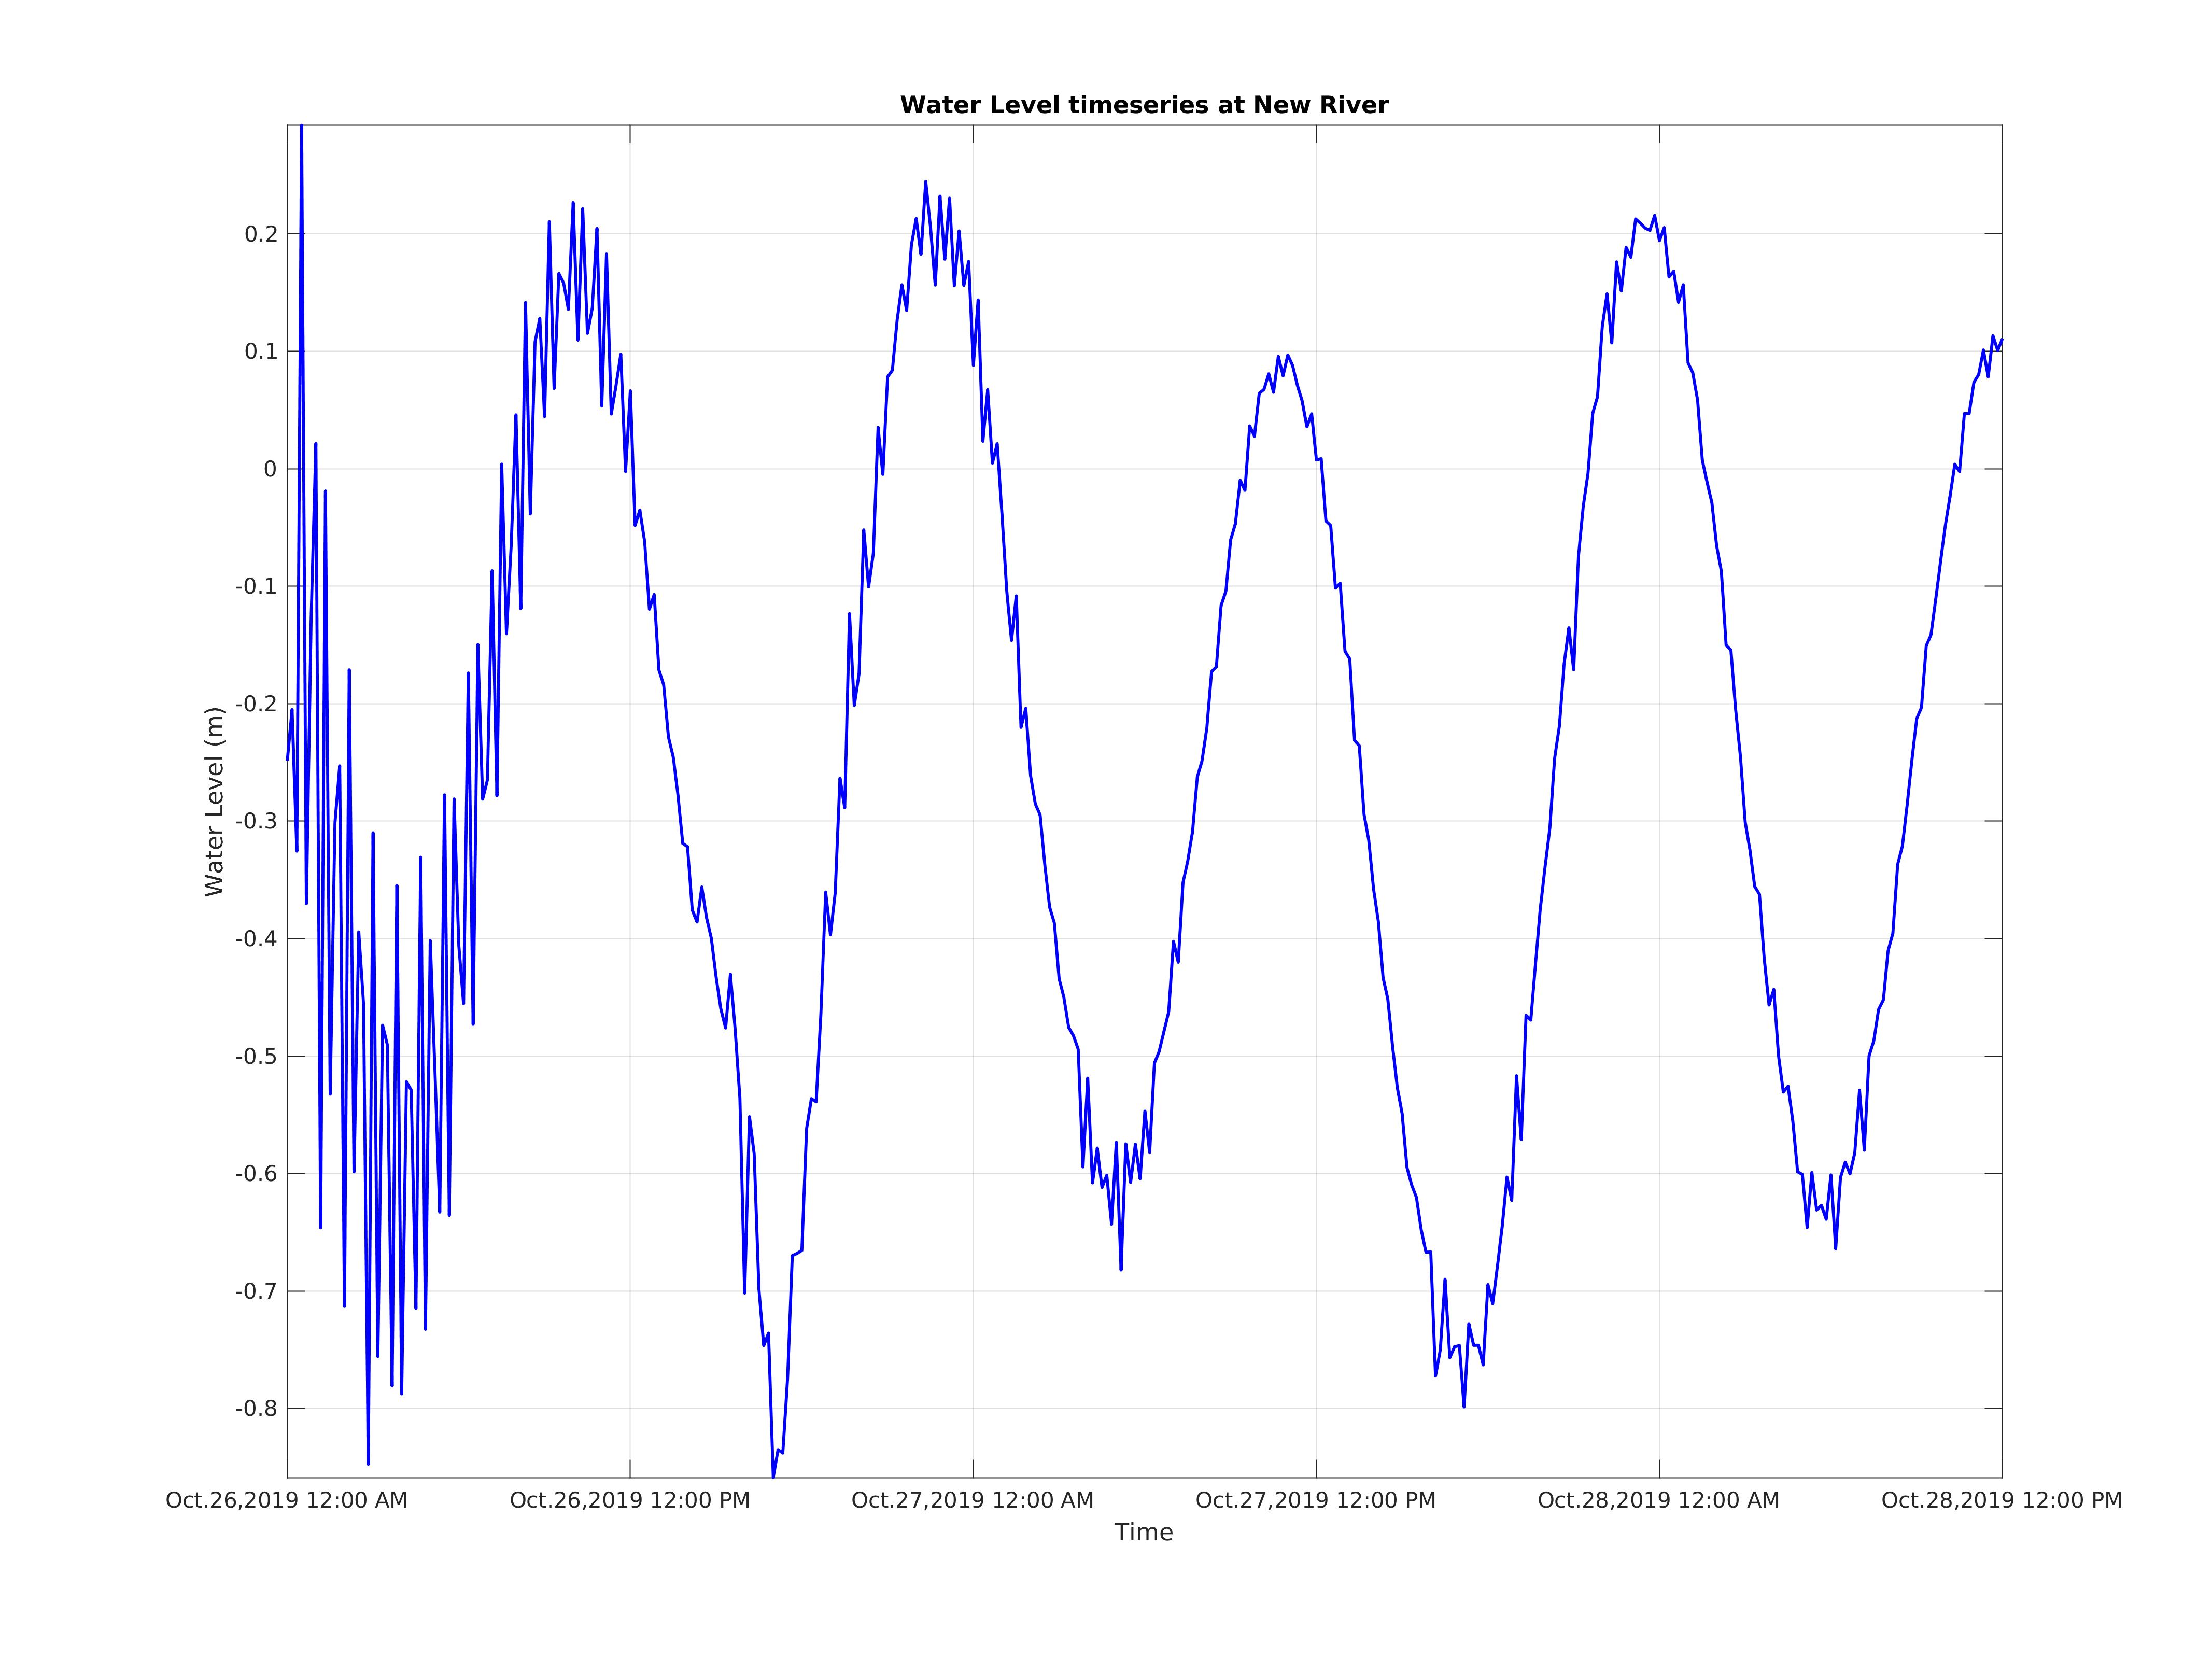 Water Level timeseries at New River
Water Level (m)
0.2
0.1
0
-0.1
-0.2
-0.3
-0.4
-0.5
-0.6
-0.7
-0.8
Oct.26,2019 12:00 AM Oct.26,2019 12:00 PM Oct.27,2019 12:00 AM Oct.27,2019 12:00 PM Oct.28,2019 12:00 AM Oct.28,2019 12:00 PM
Time